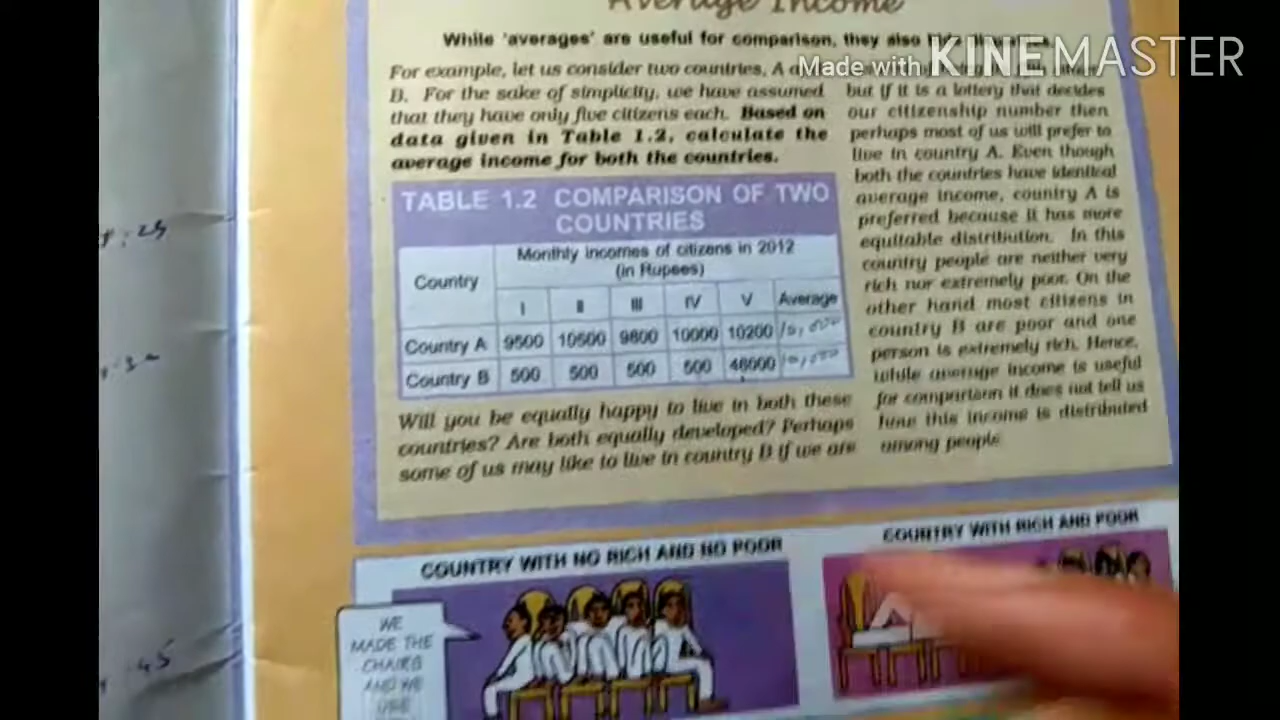 Average Income
While 'averages' are useful for comparison, they also hide
Made with KINEMASTER
For example, let us consider two countries, A
B. For the sake of simplicity, we have assumed
that they have only five citizens each. Based on
data given in Table 1.2, calculate the
average income for both the countries.
TABLE 1.2 COMPARISON OF TWO
COUNTRIES
Country
Monthly incomes of citizens in 2012
(in Rupees)
I II III IV V Average
Country A 9500 10500 9800 10000 10200 10,000
Country B 500 500 500 500 48000 10,000
Will you be equally happy to live in both these
countries? Are both equally developed? Perhaps
some of us may like to live in country B if we are
but if it is a lottery that decides
our citizenship number then
perhaps most of us will prefer to
live in country A. Even though
both the countries have identical
average income, country A is
preferred because it has more
equitable distribution. In this
country people are neither very
rich nor extremely poor. On the
other hand most citizens in
country B are poor and one
person is extremely rich. Hence,
while average income is useful
for comparison it does not tell us
how this income is distributed
among people
COUNTRY WITH NO RICH AND NO POOR
COUNTRY WITH RICH AND POOR
WE
MADE THE
CHAIRS
AND WE
USE